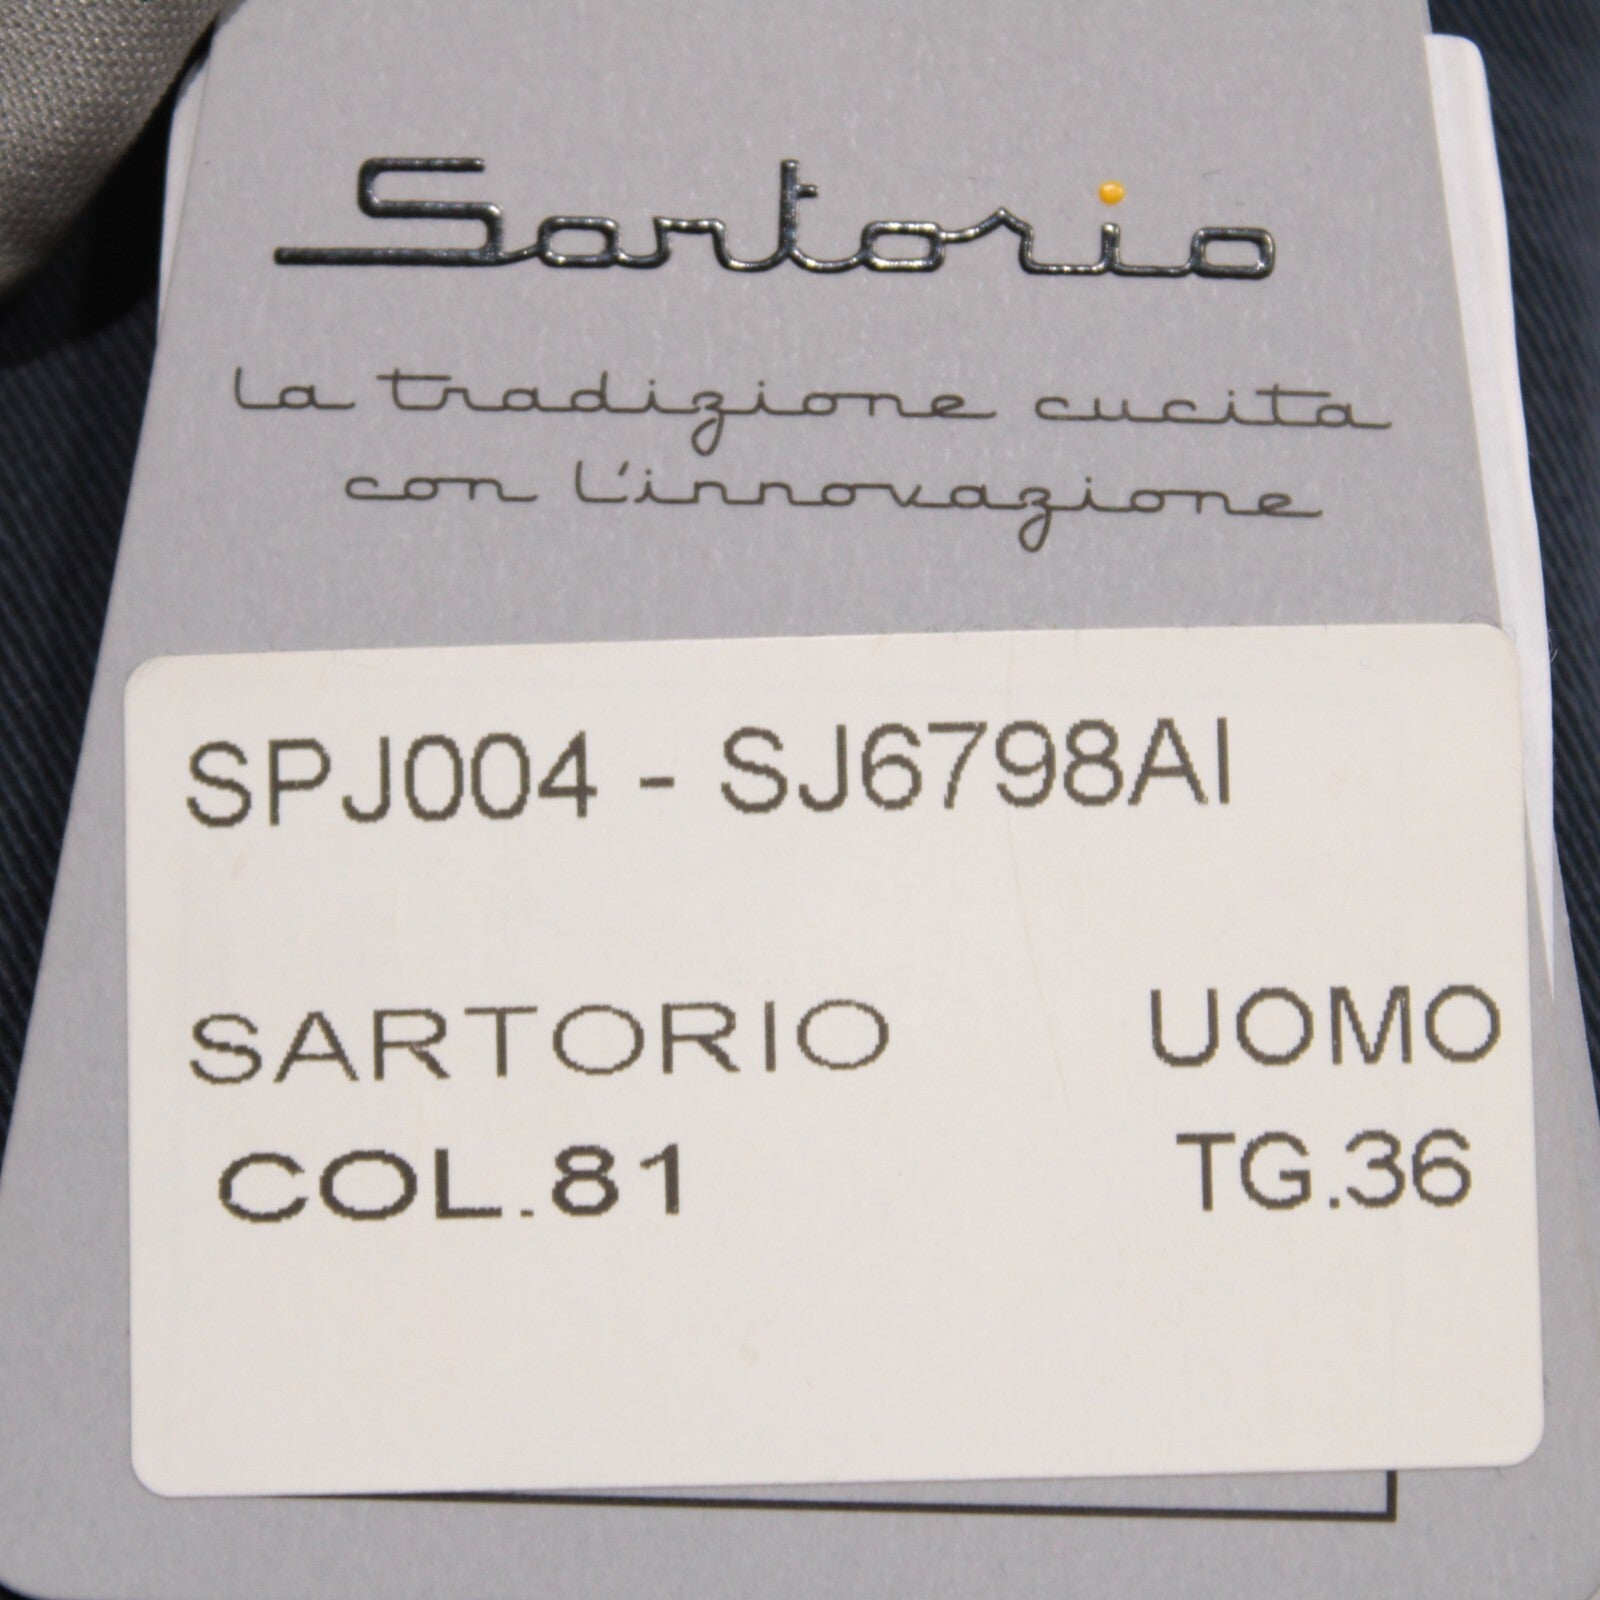 Sartorio
la tradizione cucita
con l'innovazione
SPJ004 - SJ6798AI
SARTORIO UOMO
COL.81 TG.36